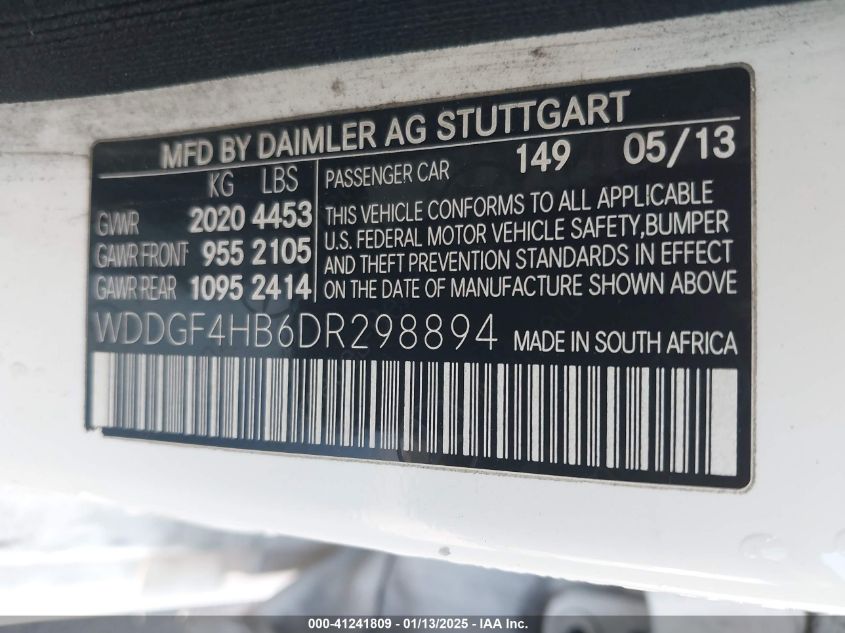 MFD BY DAIMLER AG STUTTGART
KG LBS
GVWR 2020 4453
GAWR FRONT 955 2105
GAWR REAR 1095 2414
PASSENGER CAR 149 05/13
THIS VEHICLE CONFORMS TO ALL APPLICABLE
U.S. FEDERAL MOTOR VEHICLE SAFETY,BUMPER
AND THEFT PREVENTION STANDARDS IN EFFECT
ON THE DATE OF MANUFACTURE SHOWN ABOVE
WDDGF4HB6DR298894 MADE IN SOUTH AFRICA
000-41241809 - 01/13/2025 - IAA Inc.